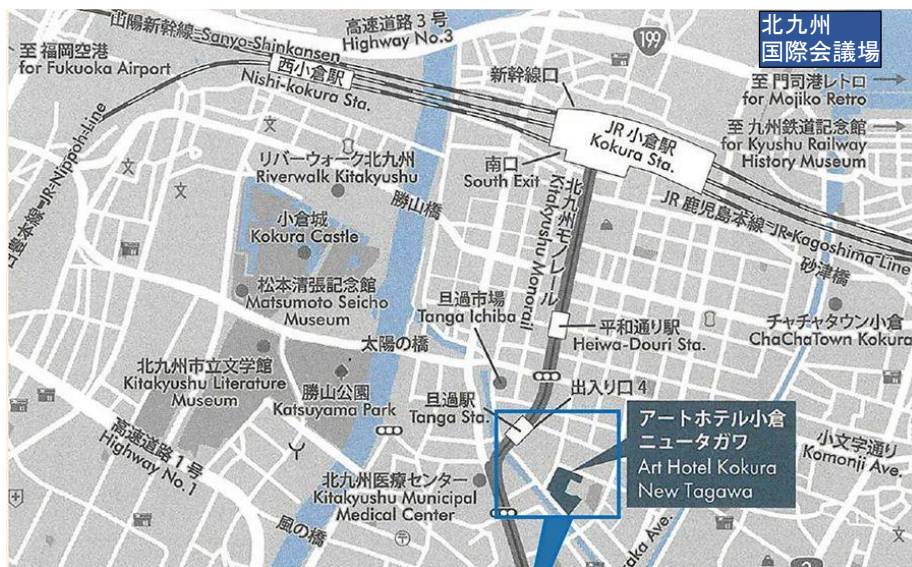 山陽新幹線-Sanyo Shinkansen
高速道路3号
Highway No.3
199
北九州
国際会議場
至 福岡空港
for Fukuoka Airport
西小倉駅
Nishi-kokura Sta.
新幹線口
至 門司港レトロ
for Mojiko Retro
至 九州鉄道記念館
for Kyushu Railway
History Museum
JR 小倉駅
Kokura Sta.
日豊本線-JR-Nippoh-Line
リバーウォーク北九州
Riverwalk Kitakyushu
勝山橋
南口
South Exit
北九州モノレール
Kitakyushu Monorail
JR 鹿児島本線-JR-Kagoshima-Line
砂津橋
小倉城
Kokura Castle
松本清張記念館
Matsumoto Seicho
Museum
旦過市場
Tanga Ichiba
平和通り駅
Heiwa-Douri Sta.
チャチャタウン小倉
ChaChaTown Kokura
太陽の橋
北九州市立文学館
Kitakyushu Literature
Museum
勝山公園
Katsuyama Park
旦過駅
Tanga Sta.
出入り口4
アートホテル小倉
ニュータガワ
Art Hotel Kokura
New Tagawa
小文字通り
Komonji Ave.
高速道路1号
Highway No.1
北九州医療センター
Kitakyushu Municipal
Medical Center
風の橋
aka Ave.
3